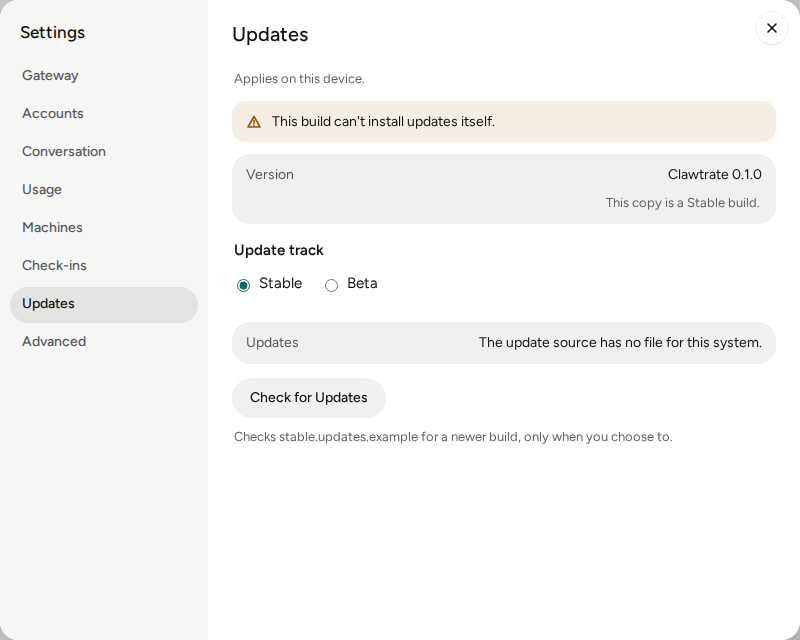 Settings
Gateway
Accounts
Conversation
Usage
Machines
Check-ins
Updates
Advanced
Updates
Applies on this device.
This build can't install updates itself.
Version
Clawtrate 0.1.0
This copy is a Stable build.
Update track
Stable
Beta
Updates
The update source has no file for this system.
Check for Updates
Checks stable.updates.example for a newer build, only when you choose to.